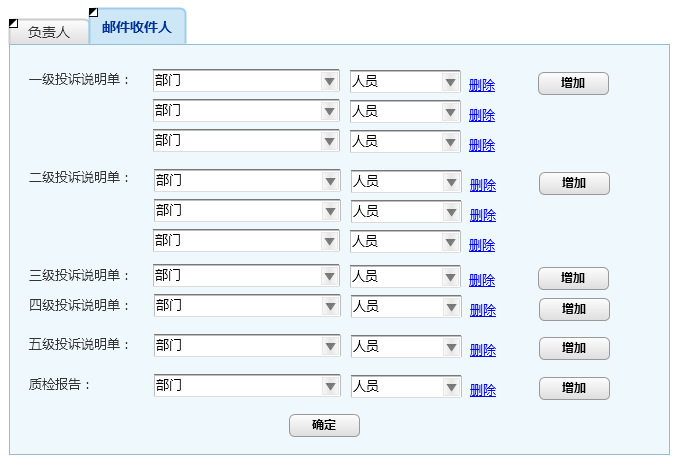 负责人 邮件收件人
一级投诉说明单： 部门 人员 删除 增加
部门 人员 删除
部门 人员 删除
二级投诉说明单： 部门 人员 删除 增加
部门 人员 删除
部门 人员 删除
三级投诉说明单： 部门 人员 删除 增加
四级投诉说明单： 部门 人员 删除 增加
五级投诉说明单： 部门 人员 删除 增加
质检报告： 部门 人员 删除 增加
确定